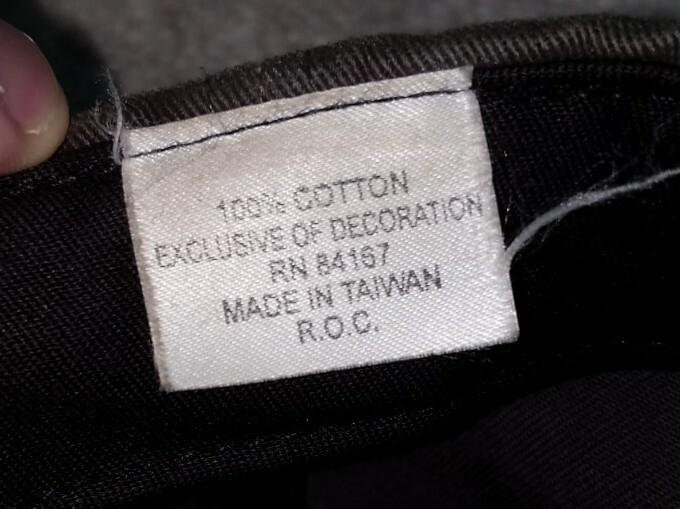 100% COTTON
EXCLUSIVE OF DECORATION
RN 84167
MADE IN TAIWAN
R.O.C.